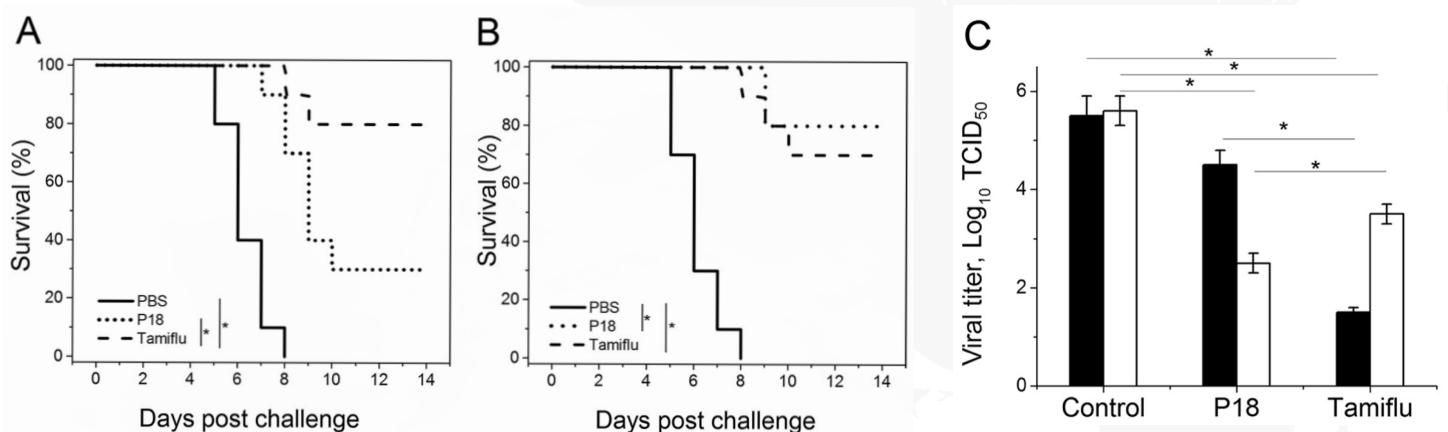 A
Survival (%)
100
80
60
40
20
0
PBS
P18
Tamiflu
*
*
0 2 4 6 8 10 12 14
Days post challenge
B
Survival (%)
100
80
60
40
20
0
PBS
P18
Tamiflu
*
*
0 2 4 6 8 10 12 14
Days post challenge
C
Viral titer, Log10 TCID50
6
4
2
0
*
*
*
*
*
Control P18 Tamiflu